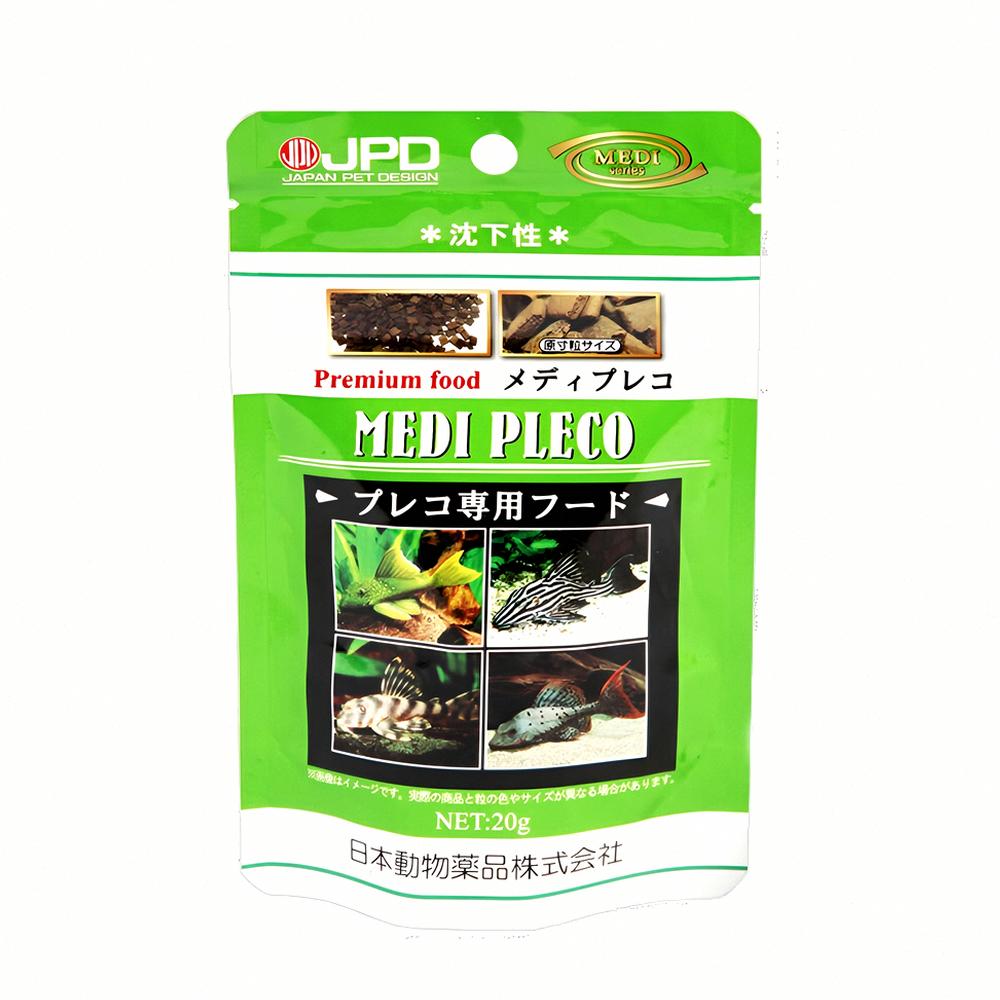 JPD
JAPAN PET DESIGN
MEDI
series
*沈下性*
原寸粒サイズ
Premium food メディプレコ
MEDI PLECO
プレコ専用フード
※画像はイメージです。実際の商品と粒の色やサイズが異なる場合があります。
NET:20g
日本動物薬品株式会社